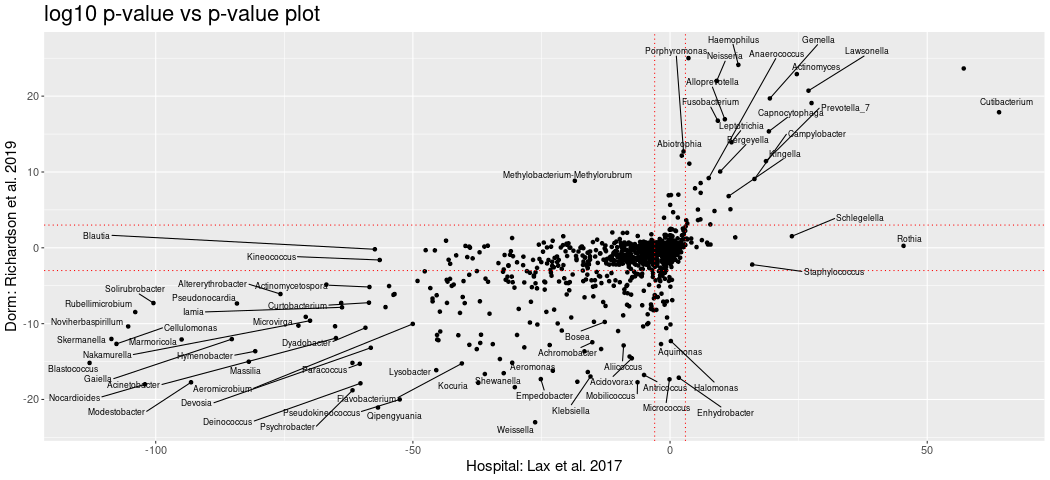 log10 p-value vs p-value plot
Haemophilus
Gemella
Porphyromonas
Neisseria
Anaerococcus
Lawsonella
Actinomyces
Alloprevotella
20
Fusobacterium
Cutibacterium
Prevotella_7
Capnocytophaga
Leptotrichia
Campylobacter
Bergeyella
Abiotrophia
Kingella
10
Methylobacterium-Methylorubrum
Schlegelella
Blautia
Rothia
0
Kineococcus
Staphylococcus
Altererythrobacter
Actinomycetospora
Solirubrobacter
Pseudonocardia
Rubellimicrobium
Curtobacterium
Iamia
Noviherbaspirillum
Microvirga
-10
Cellulomonas
Skermanella
Marmoricola
Dyadobacter
Bosea
Nakamurella
Hymenobacter
Achromobacter
Aquimonas
Blastococcus
Massilia
Paracoccus
Lysobacter
Aeromonas
Aliicoccus
Gaiella
Acinetobacter
Aeromicrobium
Kocuria
Shewanella
Acidovorax
Anticoccus
Halomonas
Nocardioides
Devosia
Flavobacterium
Empedobacter
Mobilicoccus
-20
Modestobacter
Pseudokineococcus
Qipengyuania
Klebsiella
Micrococcus
Enhydrobacter
Deinococcus
Psychrobacter
Weissella
-100
-50
0
50
Hospital: Lax et al. 2017
Dorm: Richardson et al. 2019